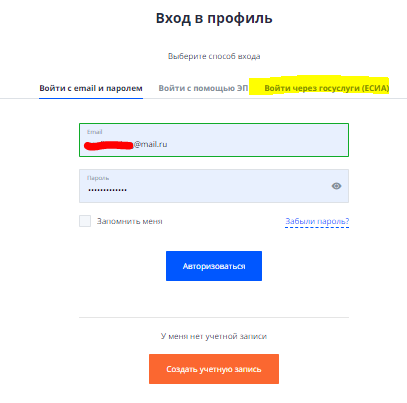 Вход в профиль
Выберите способ входа
Войти с email и паролем Войти с помощью ЭП Войти через госуслуги (ЕСИА)
Email
@mail.ru
Пароль
•••••••••••••
Запомнить меня Забыли пароль?
Авторизоваться
У меня нет учетной записи
Создать учетную запись